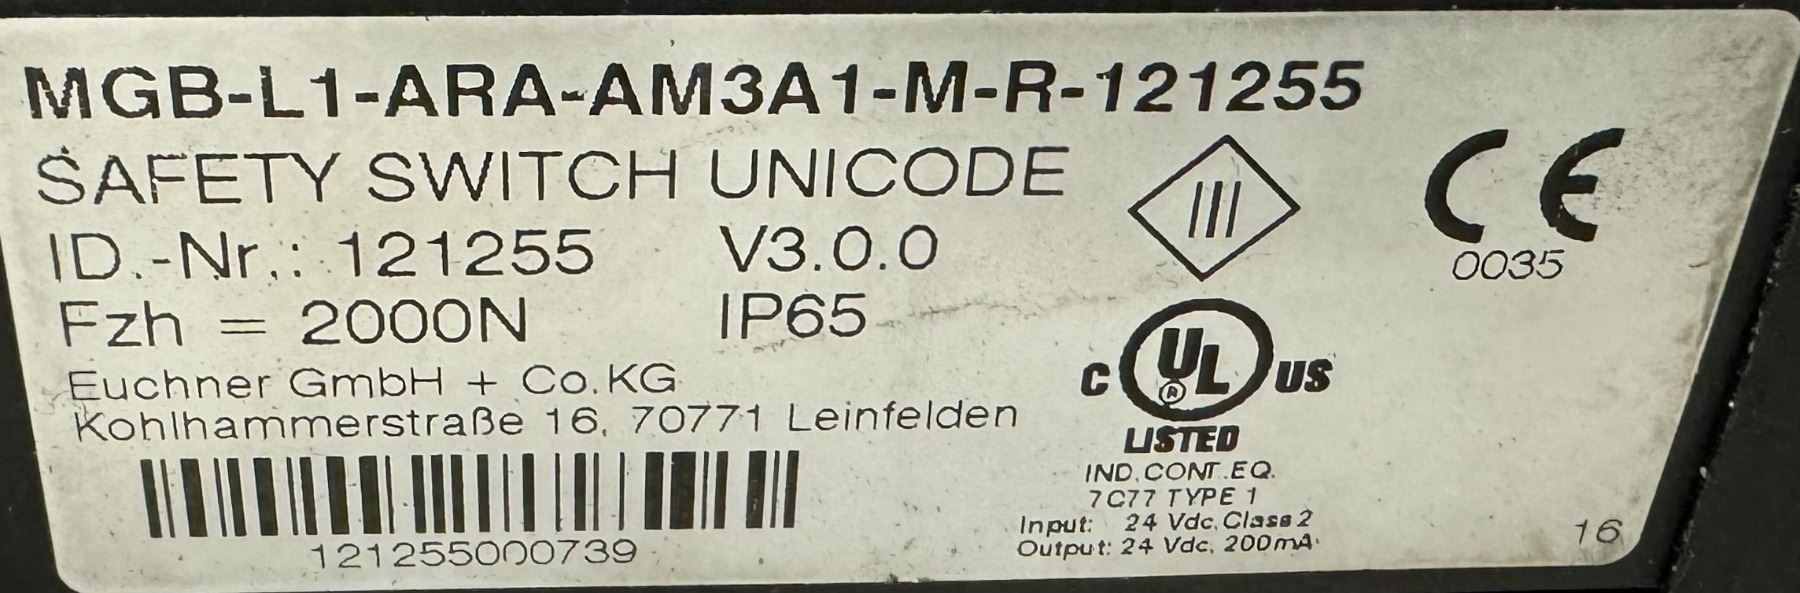 MGB-L1-ARA-AM3A1-M-R-121255
SAFETY SWITCH UNICODE
ID.-Nr.: 121255 V3.0.0
Fzh = 2000N IP65
Euchner GmbH + Co.KG
Kohlhammerstraße 16, 70771 Leinfelden
121255000739
CE
0035
C UL US
®
LISTED
IND.CONT.EQ.
7C77 TYPE 1
Input: 24 Vdc, Class 2
Output: 24 Vdc, 200mA
16